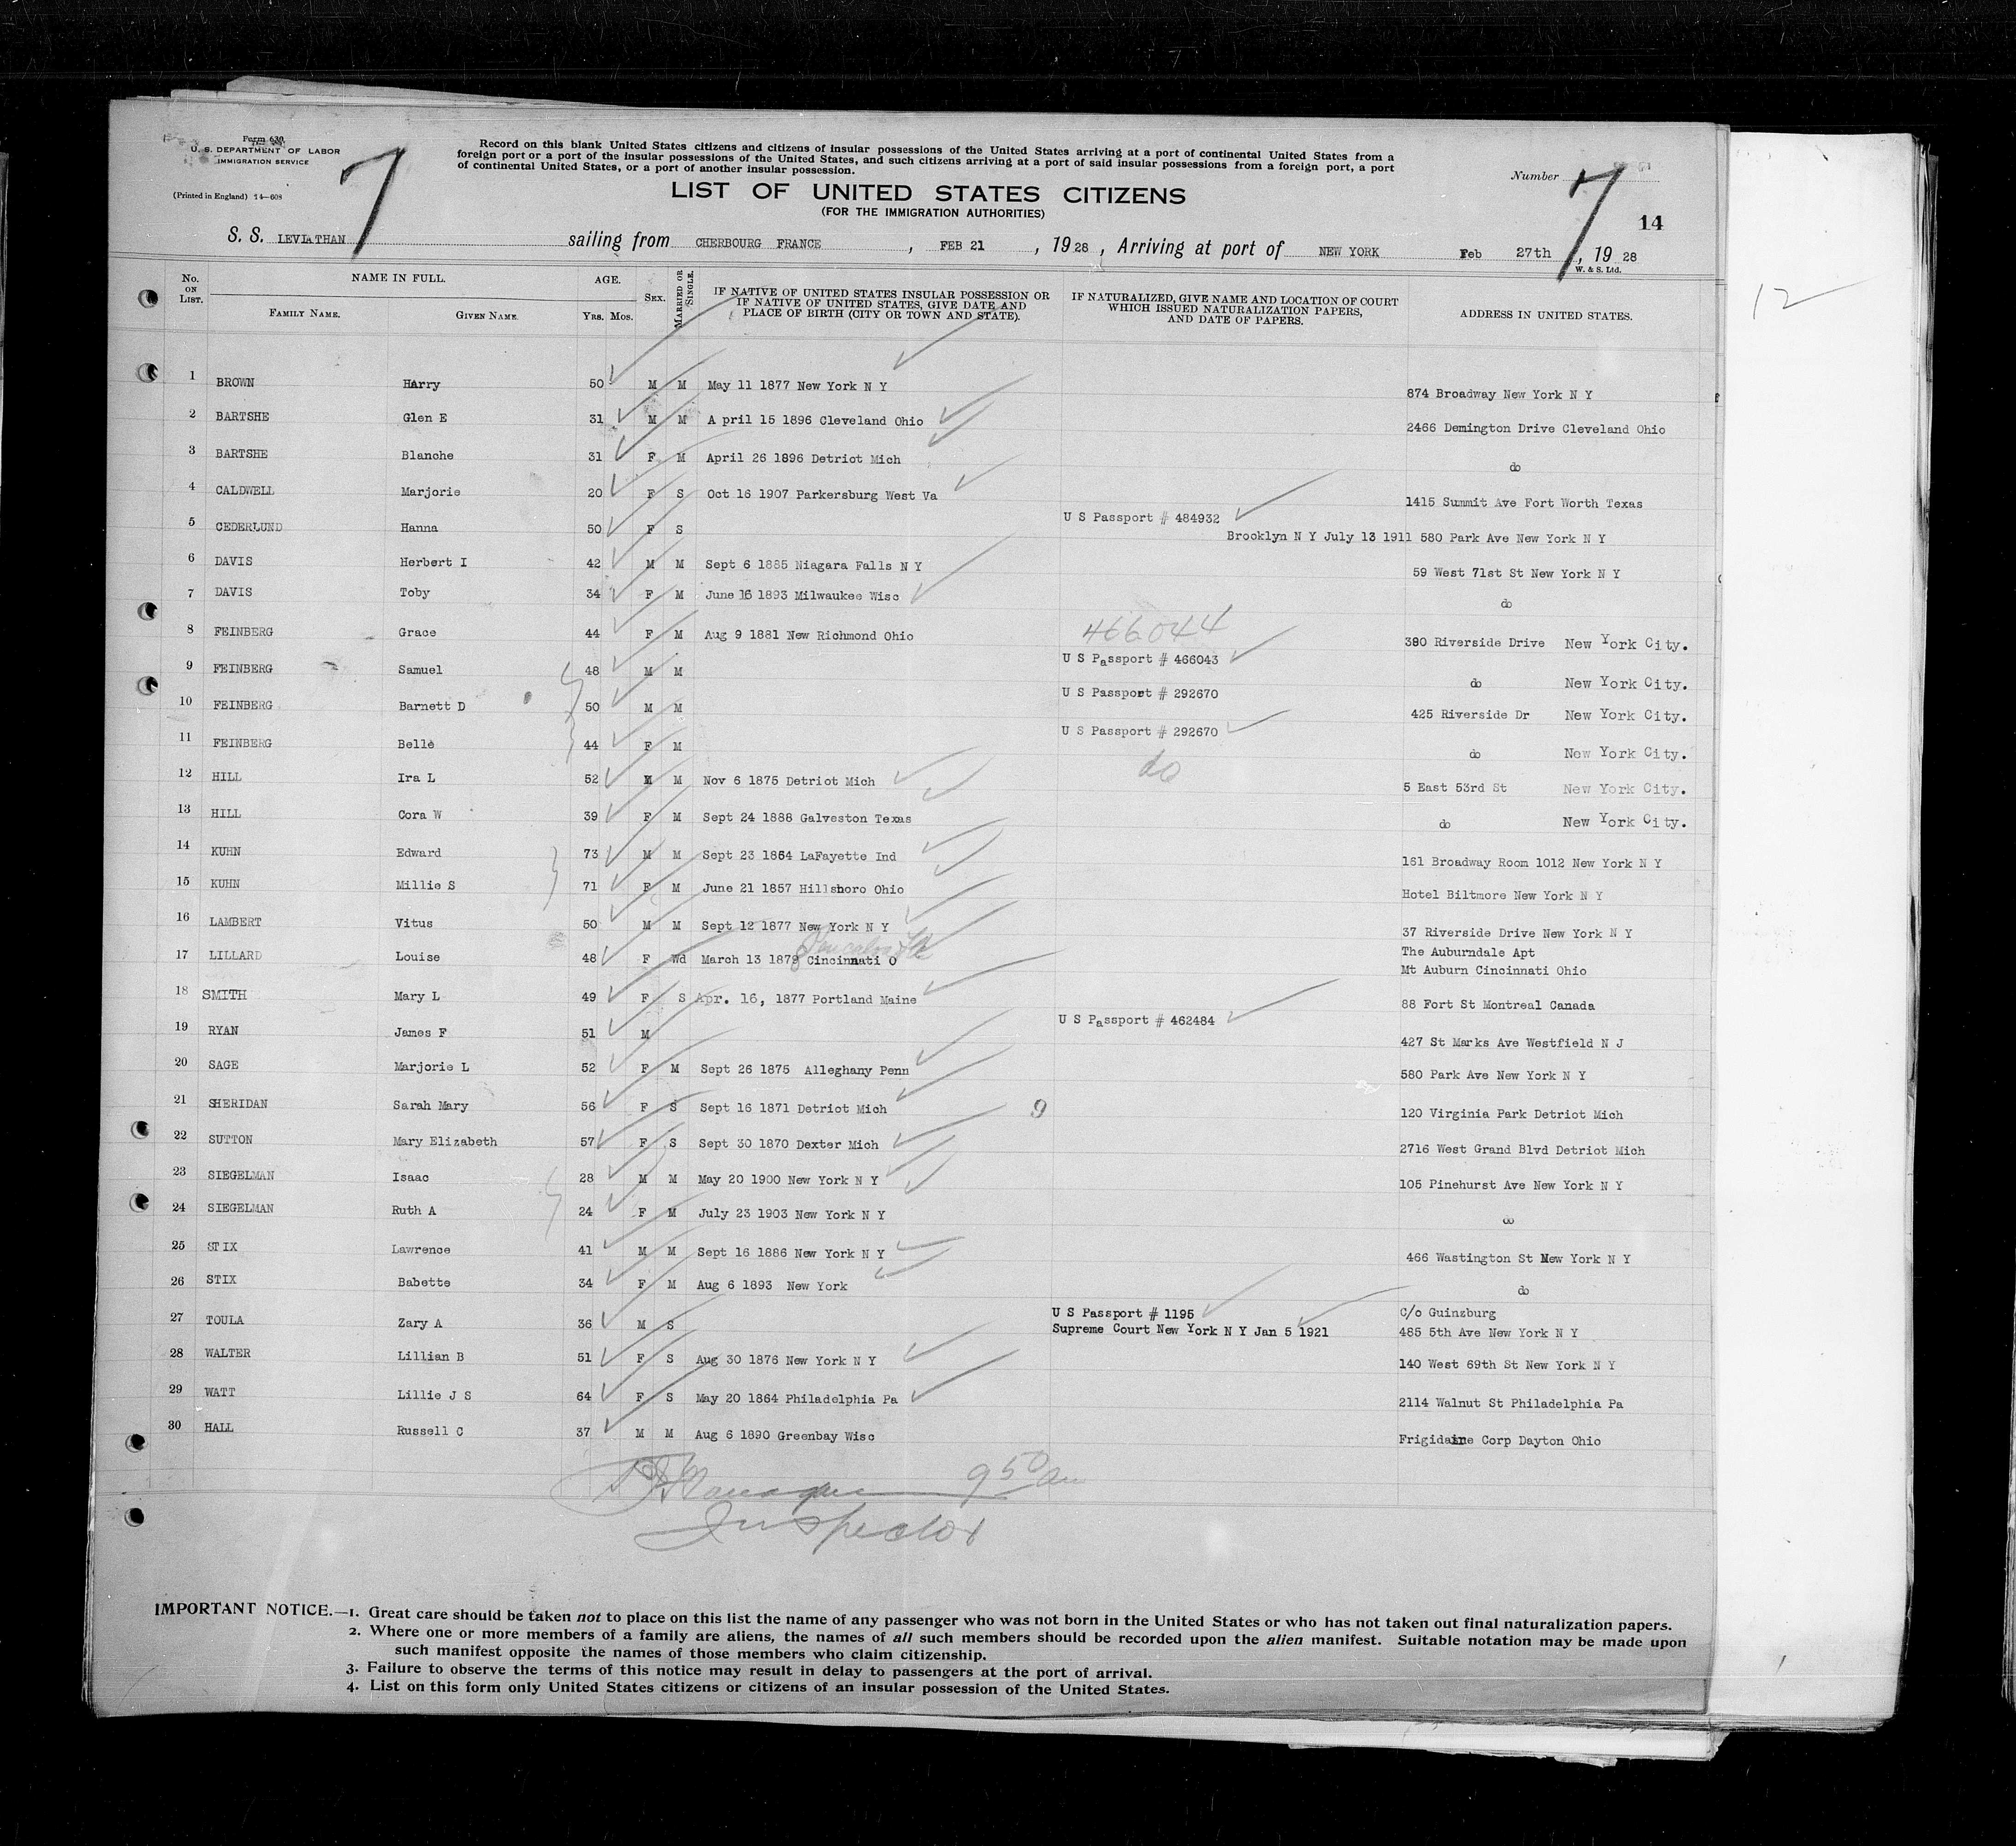 Form 630
U. S. DEPARTMENT OF LABOR
IMMIGRATION SERVICE
(Printed in England) 14—608
7
Record on this blank United States citizens and citizens of insular possessions of the United States arriving at a port of continental United States from a
foreign port or a port of the insular possessions of the United States, and such citizens arriving at a port of said insular possessions from a foreign port, a port
of continental United States, or a port of another insular possession.
LIST OF UNITED STATES CITIZENS
(FOR THE IMMIGRATION AUTHORITIES)
Number 7
14
S. S. LEVIATHAN sailing from CHERBOURG FRANCE , FEB 21 , 1928 , Arriving at port of NEW YORK Feb 27th , 19 28
W. & S. Ltd.
12
No. ON LIST. NAME IN FULL. FAMILY NAME. GIVEN NAME. AGE. YRS. MOS. SEX. MARRIED OR SINGLE. IF NATIVE OF UNITED STATES INSULAR POSSESSION OR IF NATIVE OF UNITED STATES, GIVE DATE AND PLACE OF BIRTH (CITY OR TOWN AND STATE). IF NATURALIZED, GIVE NAME AND LOCATION OF COURT WHICH ISSUED NATURALIZATION PAPERS, AND DATE OF PAPERS. ADDRESS IN UNITED STATES.
1 BROWN HArry 50 M M May 11 1877 New York N Y 874 Broadway New York N Y
2 BARTSHE Glen E 31 M M A pril 15 1896 Cleveland Ohio 2466 Demington Drive Cleveland Ohio
3 BARTSHE Blanche 31 F M April 26 1896 Detriot Mich do
4 CALDWELL Marjorie 20 F S Oct 16 1907 Parkersburg West Va 1415 Summit Ave Fort Worth Texas
5 CEDERLUND Hanna 50 F S U S Passport # 484932
Brooklyn N Y July 13 1911 580 Park Ave New York N Y
6 DAVIS Herbert I 42 M M Sept 6 1885 Niagara Falls N Y 59 West 71st St New York N Y
7 DAVIS Toby 34 F M June 16 1893 Milwaukee Wisc do
8 FEINBERG Grace 44 F M Aug 9 1881 New Richmond Ohio 466044 380 Riverside Drive New York City.
9 FEINBERG Samuel 48 M M U S Passport # 466043 do New York City.
10 FEINBERG Barnett D 50 M M U S Passport # 292670 425 Riverside Dr New York City.
11 FEINBERG Belle 44 F M U S Passport # 292670 do New York City.
12 HILL Ira L 52 M M Nov 6 1875 Detriot Mich do 5 East 53rd St New York City.
13 HILL Cora W 39 F M Sept 24 1888 Galveston Texas do New York City.
14 KUHN Edward 73 M M Sept 23 1854 LaFayette Ind 161 Broadway Room 1012 New York N Y
15 KUHN Millie S 71 F M June 21 1857 Hillsboro Ohio Hotel Biltmore New York N Y
16 LAMBERT Vitus 50 M M Sept 12 1877 New York N Y 37 Riverside Drive New York N Y
17 LILLARD Louise 48 F Wd March 13 1879 Cincinnati O The Auburndale Apt
Mt Auburn Cincinnati Ohio
18 SMITH Mary L 49 F S Apr. 16, 1877 Portland Maine 88 Fort St Montreal Canada
19 RYAN James F 51 M U S Passport # 462484 427 St Marks Ave Westfield N J
20 SAGE Marjorie L 52 F M Sept 26 1875 Alleghany Penn 580 Park Ave New York N Y
21 SHERIDAN Sarah Mary 56 F S Sept 16 1871 Detriot Mich 9 120 Virginia Park Detriot Mich
22 SUTTON Mary Elizabeth 57 F S Sept 30 1870 Dexter Mich 2716 West Grand Blvd Detriot Mich
23 SIEGELMAN Isaac 28 M M May 20 1900 New York N Y 105 Pinehurst Ave New York N Y
24 SIEGELMAN Ruth A 24 F M July 23 1903 New York N Y do
25 STIX Lawrence 41 M M Sept 16 1886 New York N Y 466 Wastington St New York N Y
26 STIX Babette 34 F M Aug 6 1893 New York do
27 TOULA Zary A 36 M S U S Passport # 1195 C/o Guinzburg
Supreme Court New York N Y Jan 5 1921 485 5th Ave New York N Y
28 WALTER Lillian B 51 F S Aug 30 1876 New York N Y 140 West 69th St New York N Y
29 WATT Lillie J S 64 F S May 20 1864 Philadelphia Pa 2114 Walnut St Philadelphia Pa
30 HALL Russell C 37 M M Aug 6 1890 Greenbay Wisc Frigidaire Corp Dayton Ohio
9 50 am
Inspector
IMPORTANT NOTICE.—1. Great care should be taken not to place on this list the name of any passenger who was not born in the United States or who has not taken out final naturalization papers.
2. Where one or more members of a family are aliens, the names of all such members should be recorded upon the alien manifest. Suitable notation may be made upon
such manifest opposite the names of those members who claim citizenship.
3. Failure to observe the terms of this notice may result in delay to passengers at the port of arrival.
4. List on this form only United States citizens or citizens of an insular possession of the United States.